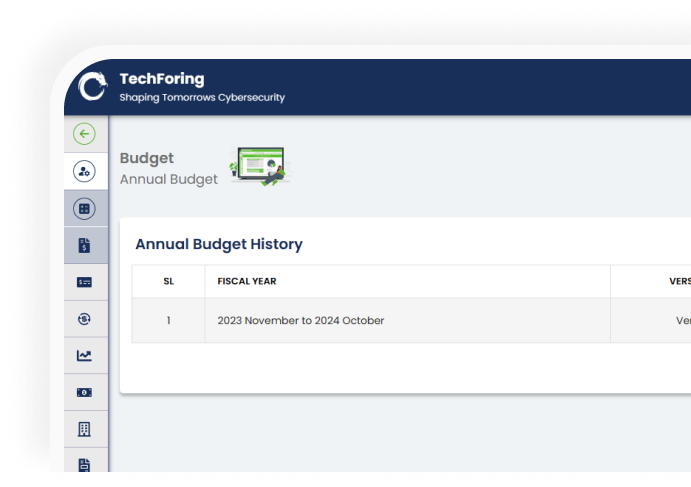 TechForing
Shaping Tomorrows Cybersecurity
Budget
Annual Budget
Annual Budget History
SL FISCAL YEAR VERS
1 2023 November to 2024 October Ver